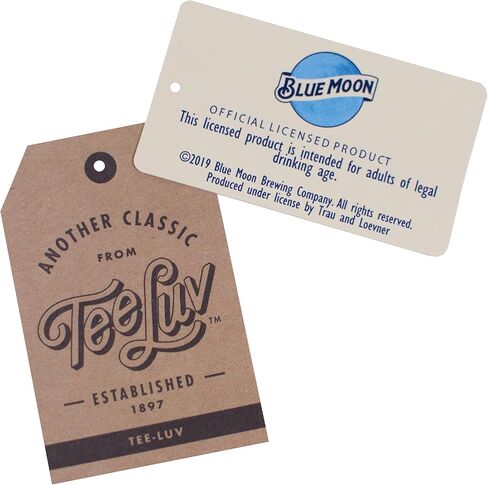 BLUE MOON
OFFICIAL LICENSED PRODUCT
This licensed product is intended for adults of legal
drinking age.
©2019 Blue Moon Brewing Company. All rights reserved.
Produced under license by Trau and Loevner
ANOTHER CLASSIC
FROM
TeeLuv™
— ESTABLISHED —
1897
TEE-LUV